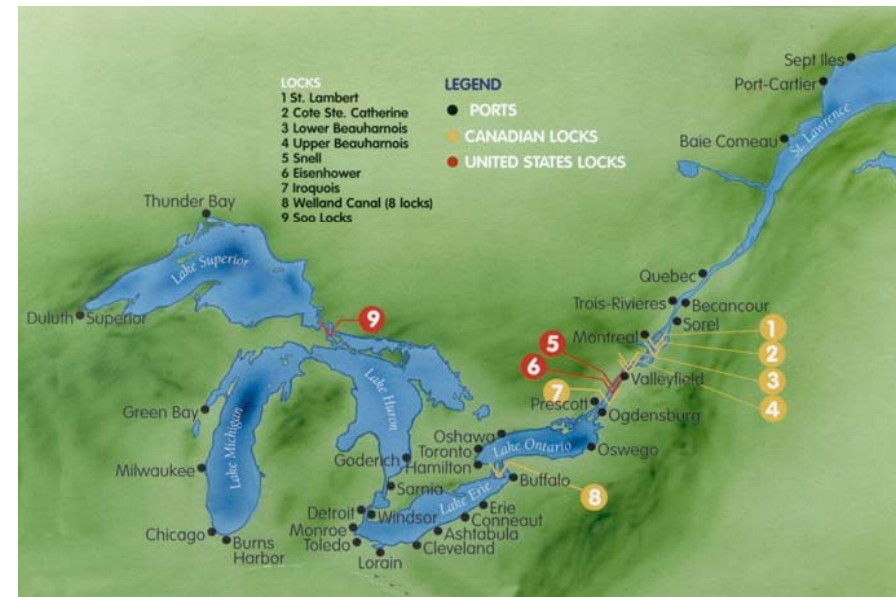 LOCKS
1 St. Lambert
2 Cote Ste. Catherine
3 Lower Beauharnois
4 Upper Beauharnois
5 Snell
6 Eisenhower
7 Iroquois
8 Welland Canal (8 locks)
9 Soo Locks
LEGEND
PORTS
CANADIAN LOCKS
UNITED STATES LOCKS
Sept Iles
Port-Cartier
St. Lawrence
Baie Comeau
Thunder Bay
Lake Superior
Duluth Superior
9
Quebec
Trois-Rivieres
Becancour
Sorel
Montreal
1
2
3
4
5
6
7
Valleyfield
Prescott
Ogdensburg
Green Bay
Lake Michigan
Lake Huron
Oshawa
Toronto
Lake Ontario
Oswego
Hamilton
Goderich
Milwaukee
Sarnia
Lake Erie
Buffalo
8
Detroit
Windsor
Erie
Monroe
Conneaut
Toledo
Ashtabula
Chicago
Burns
Harbor
Lorain
Cleveland